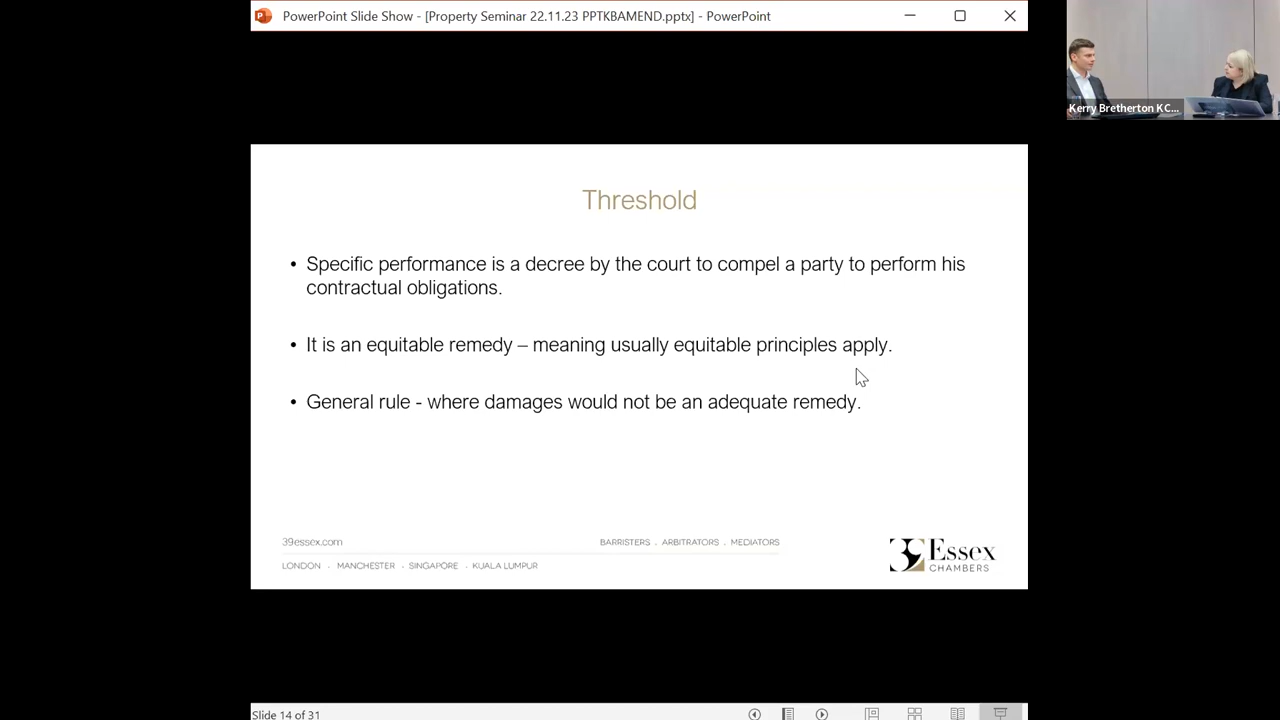 PowerPoint Slide Show - [Property Seminar 22.11.23 PPTKBAMEND.pptx] - PowerPoint
Kerry Bretherton KC...
Threshold
• Specific performance is a decree by the court to compel a party to perform his
contractual obligations.
• It is an equitable remedy – meaning usually equitable principles apply.
• General rule - where damages would not be an adequate remedy.
39essex.com
BARRISTERS . ARBITRATORS . MEDIATORS
LONDON . MANCHESTER . SINGAPORE . KUALA LUMPUR
39 Essex
CHAMBERS
Slide 14 of 31